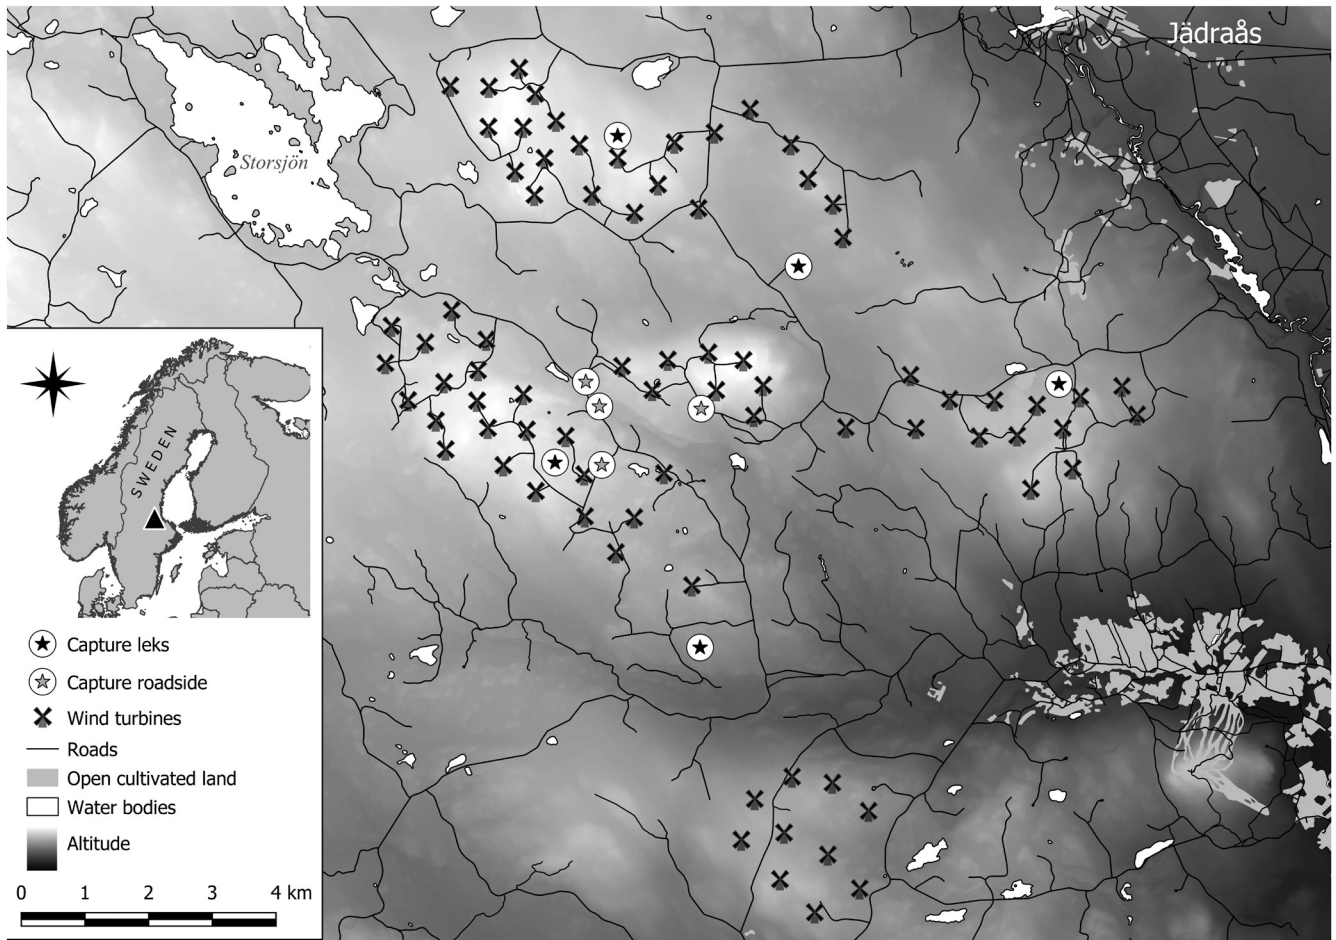 Jädraås
Storsjön
SWEDEN
Capture leks
Capture roadside
Wind turbines
Roads
Open cultivated land
Water bodies
Altitude
0 1 2 3 4 km